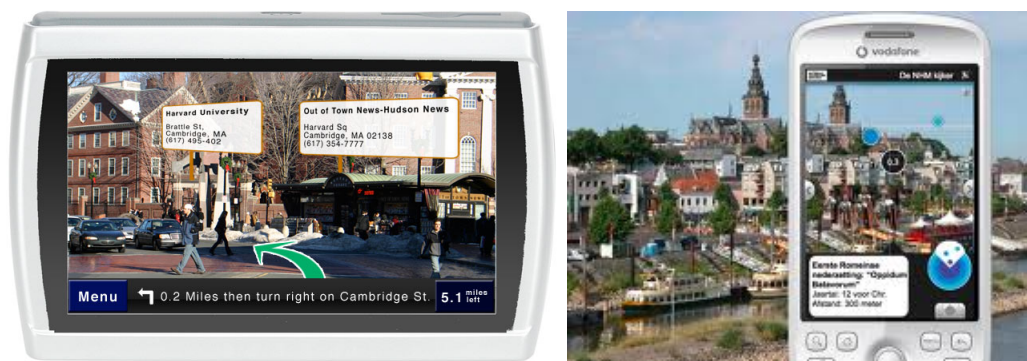 Harvard University
Brattle St,
Cambridge, MA
(617) 495-402
Out of Town News-Hudson News
Harvard Sq
Cambridge, MA 02138
(617) 354-7777
Menu
0.2 Miles then turn right on Cambridge St.
5.1 miles left
vodafone
De NHM kijker
0.3
Eerste Romeinse
nederzetting: "Oppidum
Batavorum"
Jaartal: 12 voor Chr.
Afstand: 300 meter